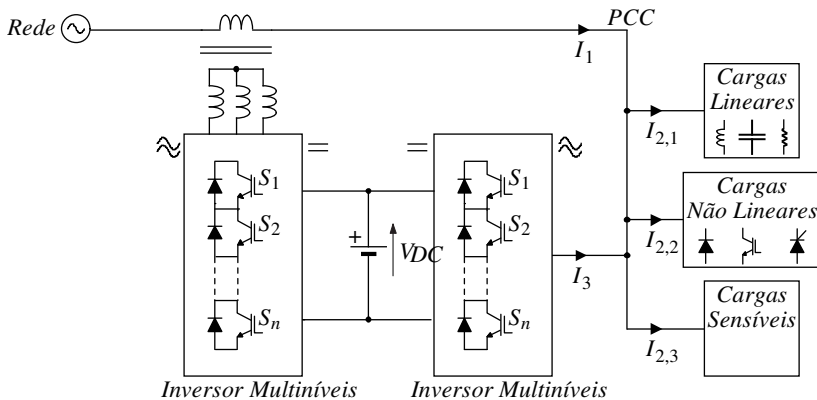 Rede
PCC
I1
Cargas
Lineares
I2,1
S1
S2
Sn
S1
S2
Sn
+
VDC
I3
Cargas
Não Lineares
I2,2
Cargas
Sensíveis
I2,3
Inversor Multiníveis
Inversor Multiníveis